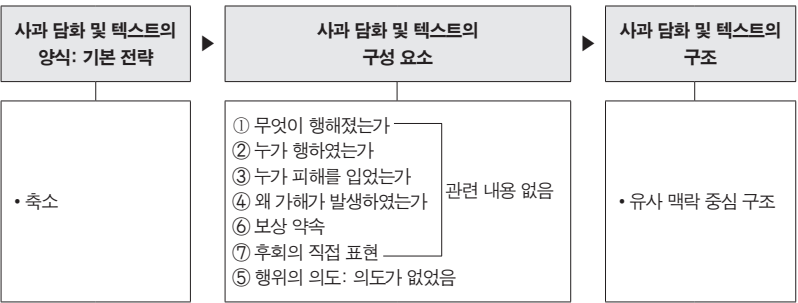 사과 담화 및 텍스트의
양식: 기본 전략
▶
사과 담화 및 텍스트의
구성 요소
▶
사과 담화 및 텍스트의
구조
• 축소
① 무엇이 행해졌는가
② 누가 행하였는가
③ 누가 피해를 입었는가
④ 왜 가해가 발생하였는가
⑥ 보상 약속
⑦ 후회의 직접 표현
관련 내용 없음
⑤ 행위의 의도: 의도가 없었음
• 유사 맥락 중심 구조